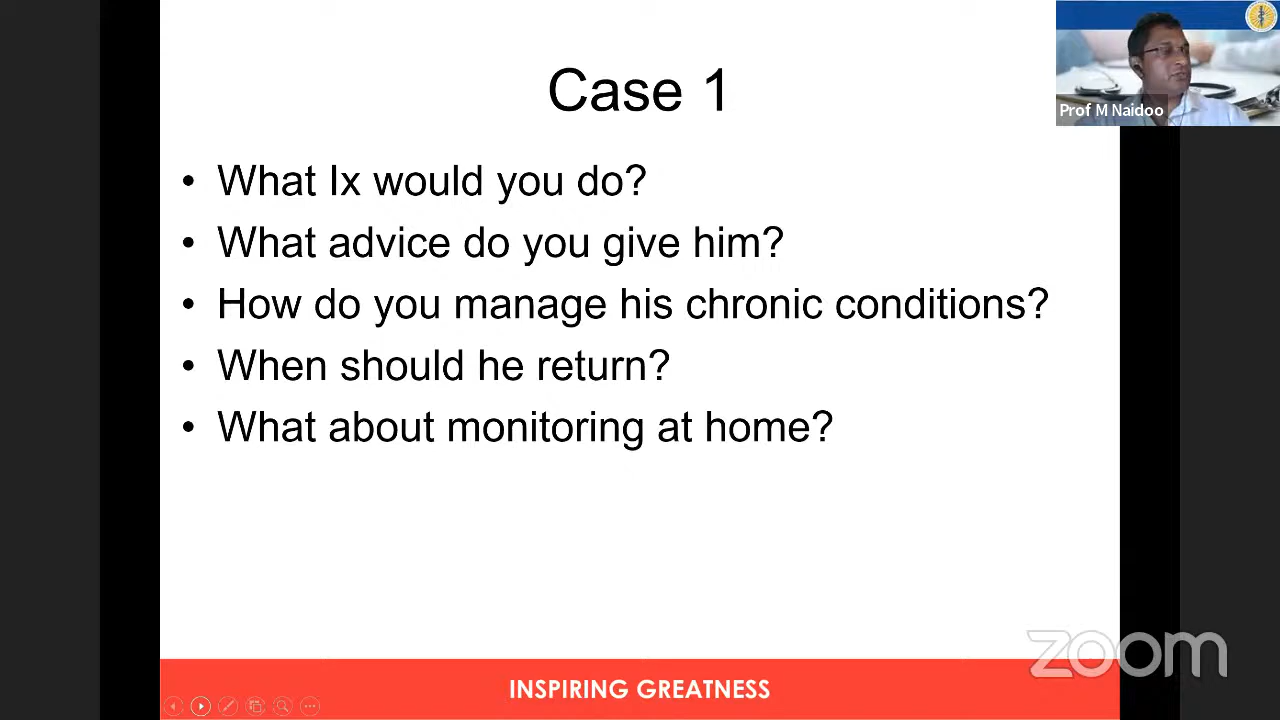 Case 1
Prof M Naidoo
• What Ix would you do?
• What advice do you give him?
• How do you manage his chronic conditions?
• When should he return?
• What about monitoring at home?
zoom
INSPIRING GREATNESS